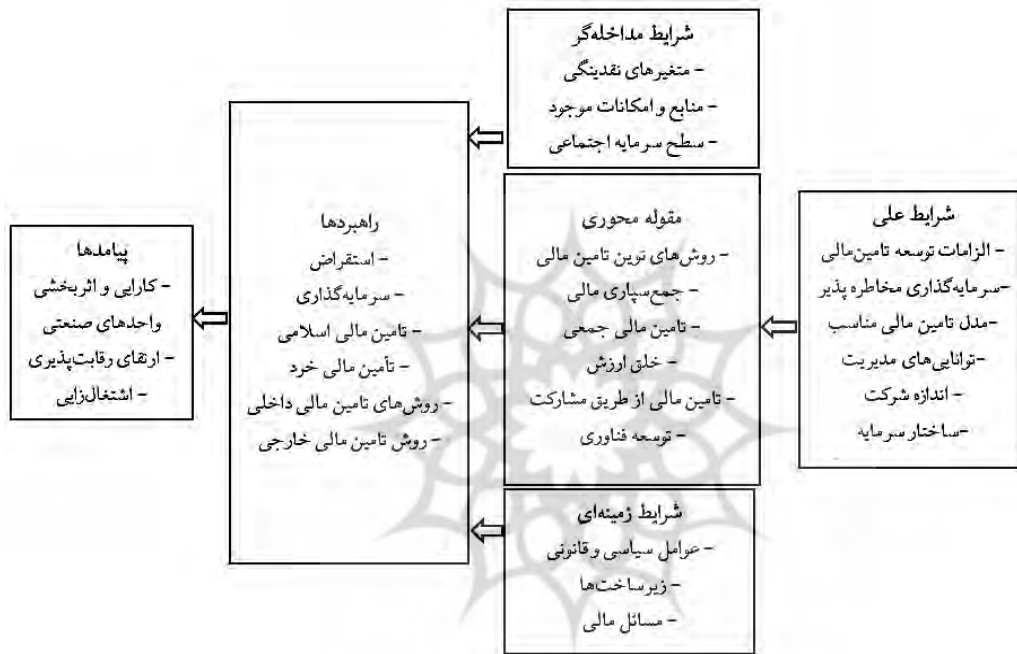 شرایط مداخله‌گر
- متغیرهای نقدینگی
- منابع و امکانات موجود
- سطح سرمایه اجتماعی
شرایط علی
- الزامات توسعه تامین‌مالی
-سرمایه‌گذاری مخاطره پذیر
-مدل تامین مالی مناسب
-توانایی‌های مدیریت
- اندازه شرکت
-ساختار سرمایه
مقوله محوری
- روش‌های نوین تامین مالی
- جمع‌سپاری مالی
- تامین مالی جمعی
- خلق ارزش
- تامین مالی از طریق مشارکت
- توسعه فناوری
شرایط زمینه‌ای
- عوامل سیاسی و قانونی
- زیرساخت‌ها
- مسائل مالی
راهبردها
- استقراض
- سرمایه‌گذاری
- تامین مالی اسلامی
- تأمین مالی خرد
- روش‌های تامین مالی داخلی
- روش تامین مالی خارجی
پیامدها
- کارایی و اثربخشی
واحدهای صنعتی
- ارتقای رقابت‌پذیری
- اشتغال‌زایی